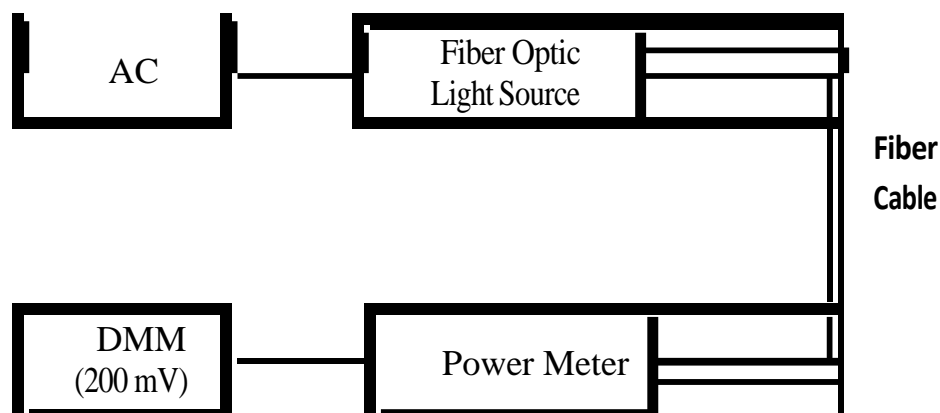 AC
Fiber Optic
Light Source
Fiber
Cable
DMM
(200 mV)
Power Meter